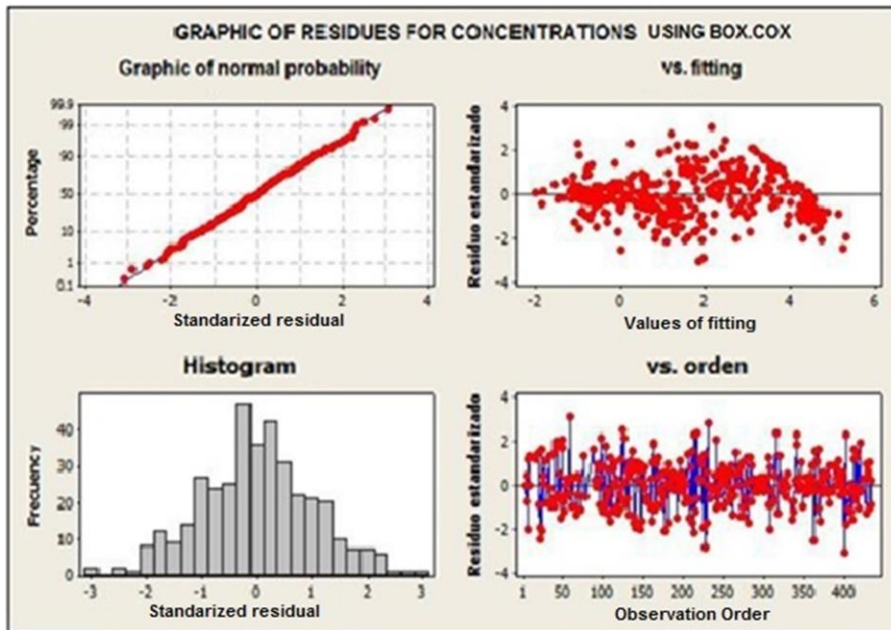 GRAPHIC OF RESIDUES FOR CONCENTRATIONS USING BOX.COX
Graphic of normal probability
Percentage
99.9
99
90
50
10
1
0.1
-4 -2 0 2 4
Standarized residual
vs. fitting
Residuo estandarizado
4
2
0
-2
-4
-2 0 2 4 6
Values of fitting
Histogram
Frecuency
40
30
20
10
0
-3 -2 -1 0 1 2 3
Standarized residual
vs. orden
Residuo estandarizado
4
2
0
-2
-4
1 50 100 150 200 250 300 350 400
Observation Order